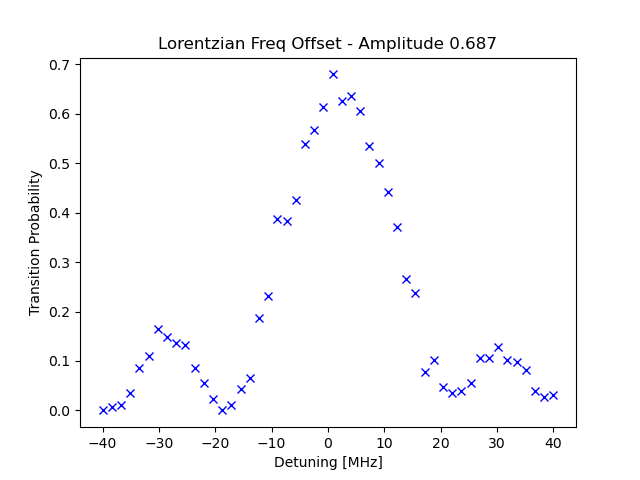 Lorentzian Freq Offset - Amplitude 0.687
0.7
0.6
0.5
0.4
0.3
0.2
0.1
0.0
Transition Probability
−40 −30 −20 −10 0 10 20 30 40
Detuning [MHz]